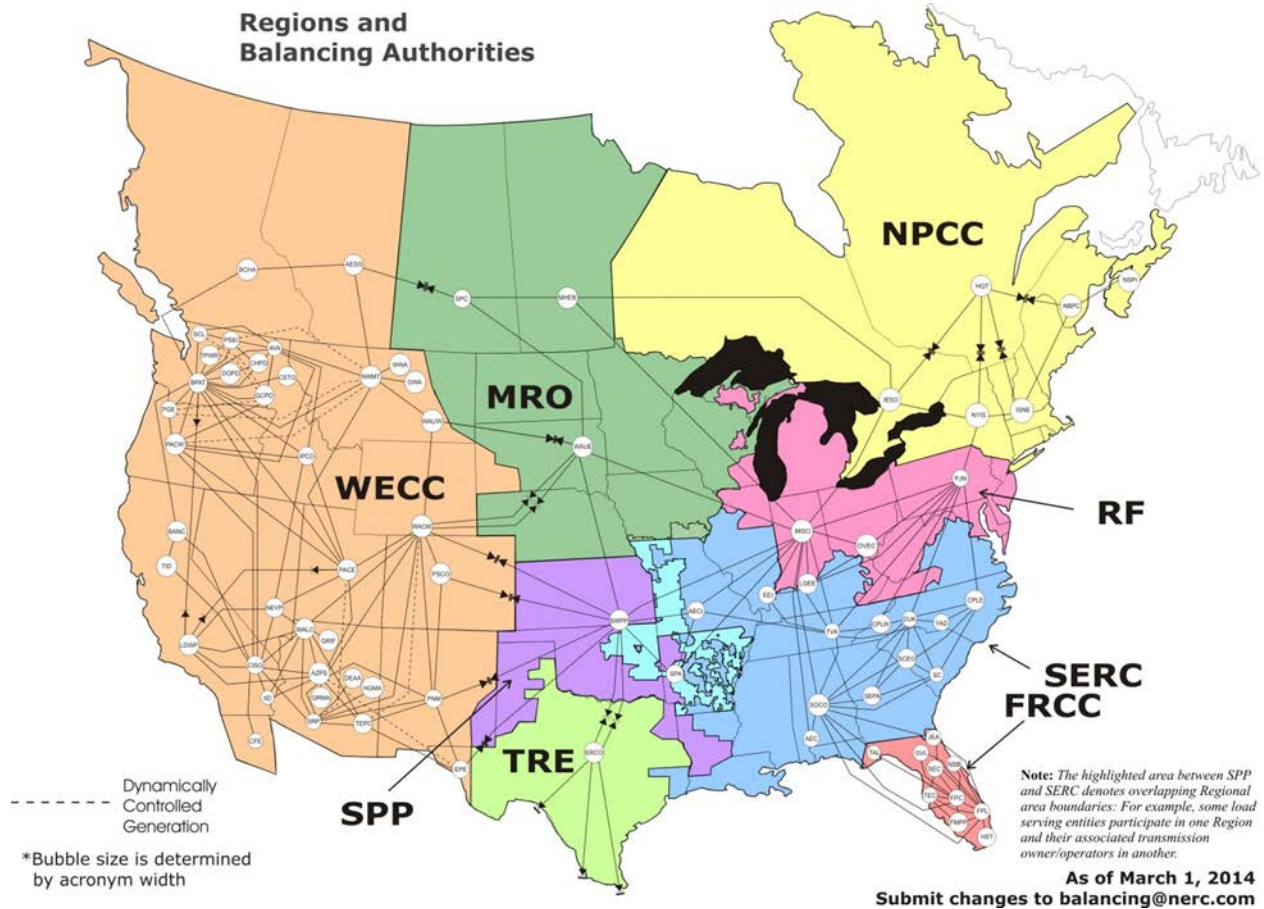 Regions and
Balancing Authorities
NPCC
MRO
WECC
RF
SERC
FRCC
TRE
SPP
BCHA
AESO
SPC
MHEB
HQT
NBPC
NSPI
SCL
PSEI
AVA
TPWR
CHPD
DOPD
CSTO
BPAT
GCPD
NWMT
WWA
GWA
PGE
WAUW
PACW
IPCO
WAUE
IESO
NYIS
ISNE
PJM
WACM
MISO
OVEC
BANC
TID
PACE
PSCO
LGEE
EEI
NEVP
WALC
GRIF
LDWP
CISO
AZPS
DEAA
HGMA
GRMA
IID
SRP
TEPC
PNM
CFE
EPE
SWPP
AECI
TVA
CPLW
DUK
YAD
CPLE
SCEG
SC
SPA
SEPA
SOCO
AEC
ERCO
TAL
JEA
GVL
SEC
NSB
TEC
FPC
FPL
FMPP
HST
Dynamically
Controlled
Generation
*Bubble size is determined
by acronym width
Note: The highlighted area between SPP
and SERC denotes overlapping Regional
area boundaries: For example, some load
serving entities participate in one Region
and their associated transmission
owner/operators in another.
As of March 1, 2014
Submit changes to balancing@nerc.com